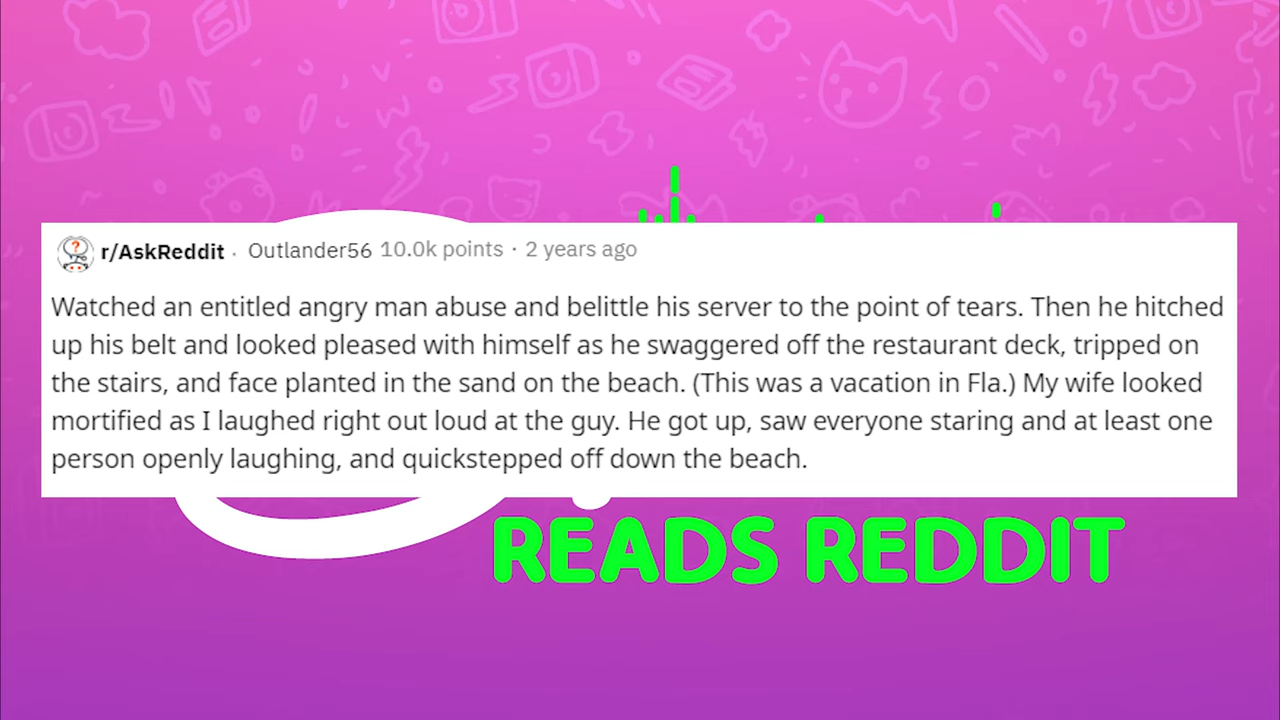 r/AskReddit · Outlander56 10.0k points · 2 years ago
Watched an entitled angry man abuse and belittle his server to the point of tears. Then he hitched
up his belt and looked pleased with himself as he swaggered off the restaurant deck, tripped on
the stairs, and face planted in the sand on the beach. (This was a vacation in Fla.) My wife looked
mortified as I laughed right out loud at the guy. He got up, saw everyone staring and at least one
person openly laughing, and quickstepped off down the beach.
READS REDDIT